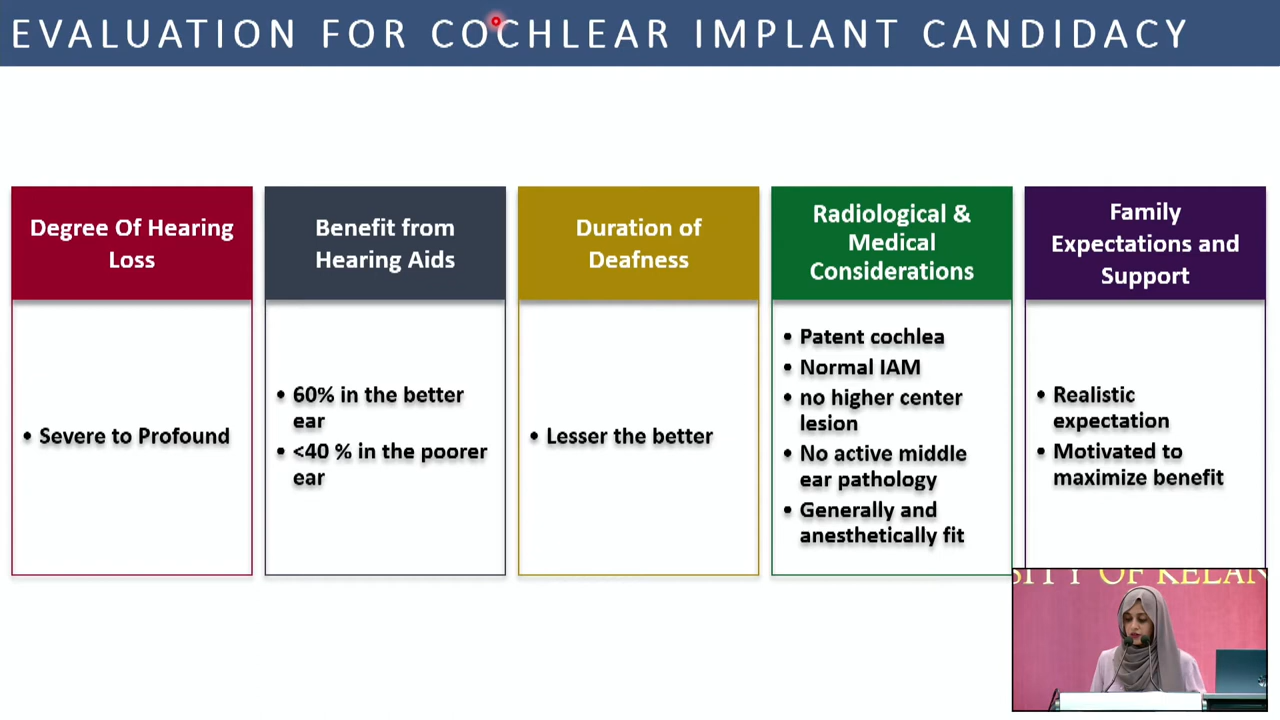 EVALUATION FOR COCHLEAR IMPLANT CANDIDACY
Degree Of Hearing
Loss
• Severe to Profound
Benefit from
Hearing Aids
• 60% in the better
ear
• <40 % in the poorer
ear
Duration of
Deafness
• Lesser the better
Radiological &
Medical
Considerations
• Patent cochlea
• Normal IAM
• no higher center
lesion
• No active middle
ear pathology
• Generally and
anesthetically fit
Family
Expectations and
Support
• Realistic
expectation
• Motivated to
maximize benefit
SITY OF KELAN